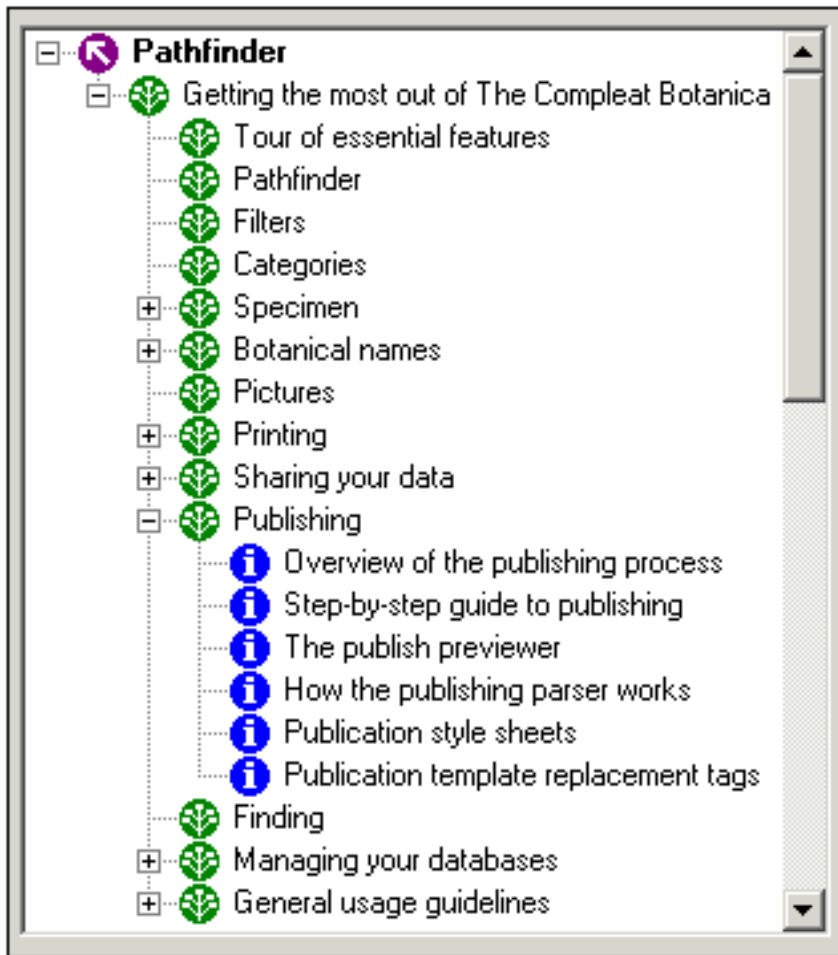 Pathfinder
Getting the most out of The Compleat Botanica
Tour of essential features
Pathfinder
Filters
Categories
Specimen
Botanical names
Pictures
Printing
Sharing your data
Publishing
Overview of the publishing process
Step-by-step guide to publishing
The publish previewer
How the publishing parser works
Publication style sheets
Publication template replacement tags
Finding
Managing your databases
General usage guidelines